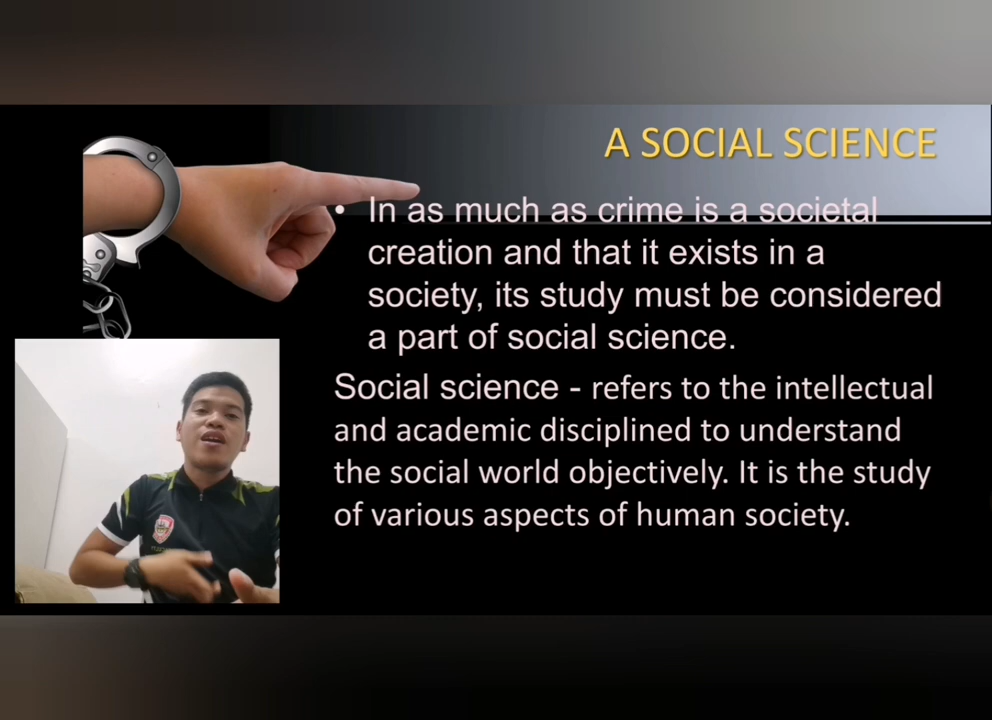 A SOCIAL SCIENCE
• In as much as crime is a societal
creation and that it exists in a
society, its study must be considered
a part of social science.
Social science - refers to the intellectual
and academic disciplined to understand
the social world objectively. It is the study
of various aspects of human society.